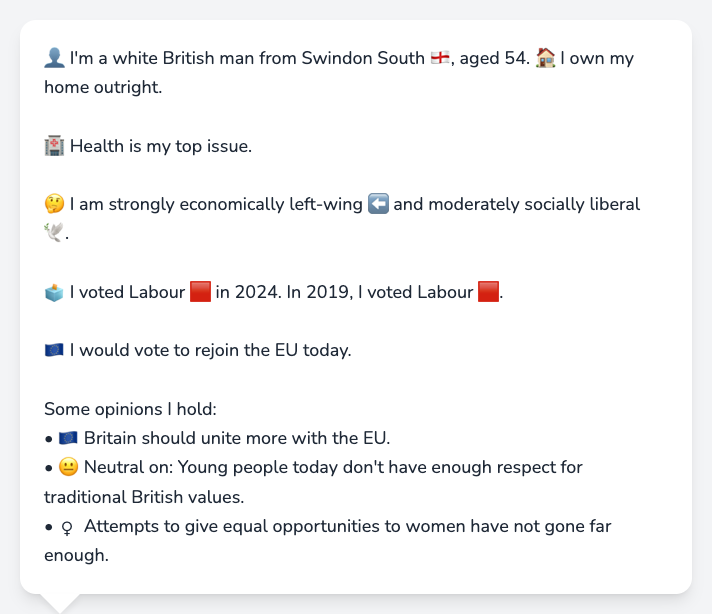 👤 I'm a white British man from Swindon South 🏴󠁧󠁢󠁥󠁮󠁧󠁿, aged 54. 🏠 I own my
home outright.
🏥 Health is my top issue.
🤔 I am strongly economically left-wing ⬅️ and moderately socially liberal
🕊️.
🗳️ I voted Labour 🟥 in 2024. In 2019, I voted Labour 🟥.
🇪🇺 I would vote to rejoin the EU today.
Some opinions I hold:
• 🇪🇺 Britain should unite more with the EU.
• 😐 Neutral on: Young people today don't have enough respect for
traditional British values.
• ♀ Attempts to give equal opportunities to women have not gone far
enough.